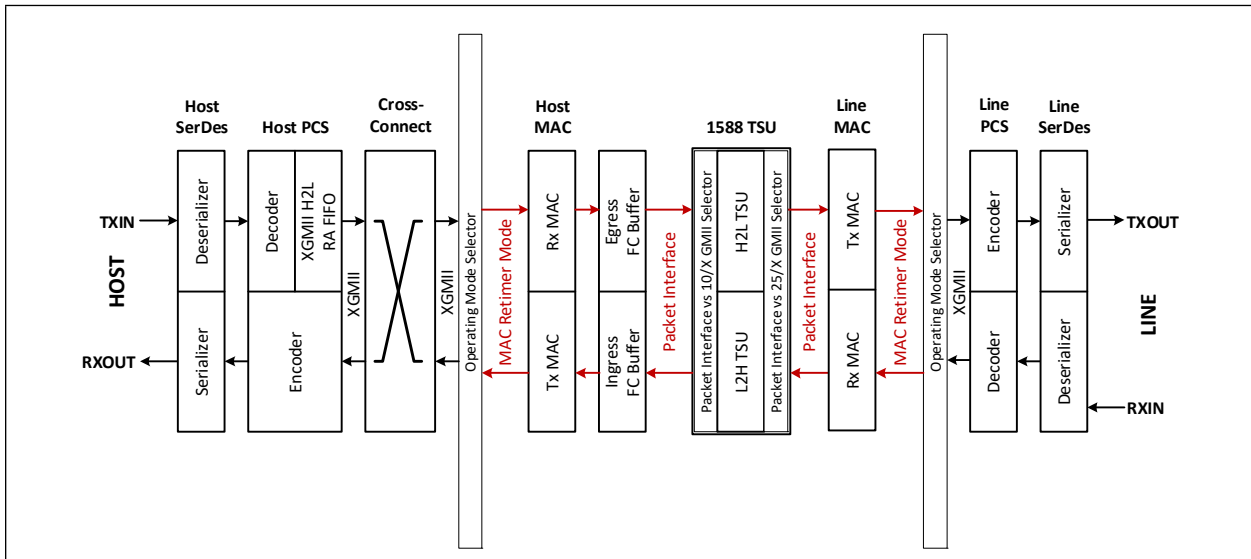 Host
SerDes
Host PCS
Cross-
Connect
Host
MAC
1588 TSU
Line
MAC
Line
PCS
Line
SerDes
TXIN
HOST
RXOUT
Deserializer
Serializer
Decoder
XGMII H2L
RA FIFO
Encoder
XGMII
XGMII
Operating Mode Selector
MAC Retimer Mode
Rx MAC
Tx MAC
Egress
FC Buffer
Ingress
FC Buffer
Packet Interface
Packet Interface vs 10/X GMII Selector
H2L TSU
L2H TSU
Packet Interface vs 25/X GMII Selector
Packet Interface
Tx MAC
Rx MAC
MAC Retimer Mode
Operating Mode Selector
XGMII
Encoder
Decoder
Serializer
Deserializer
TXOUT
LINE
RXIN